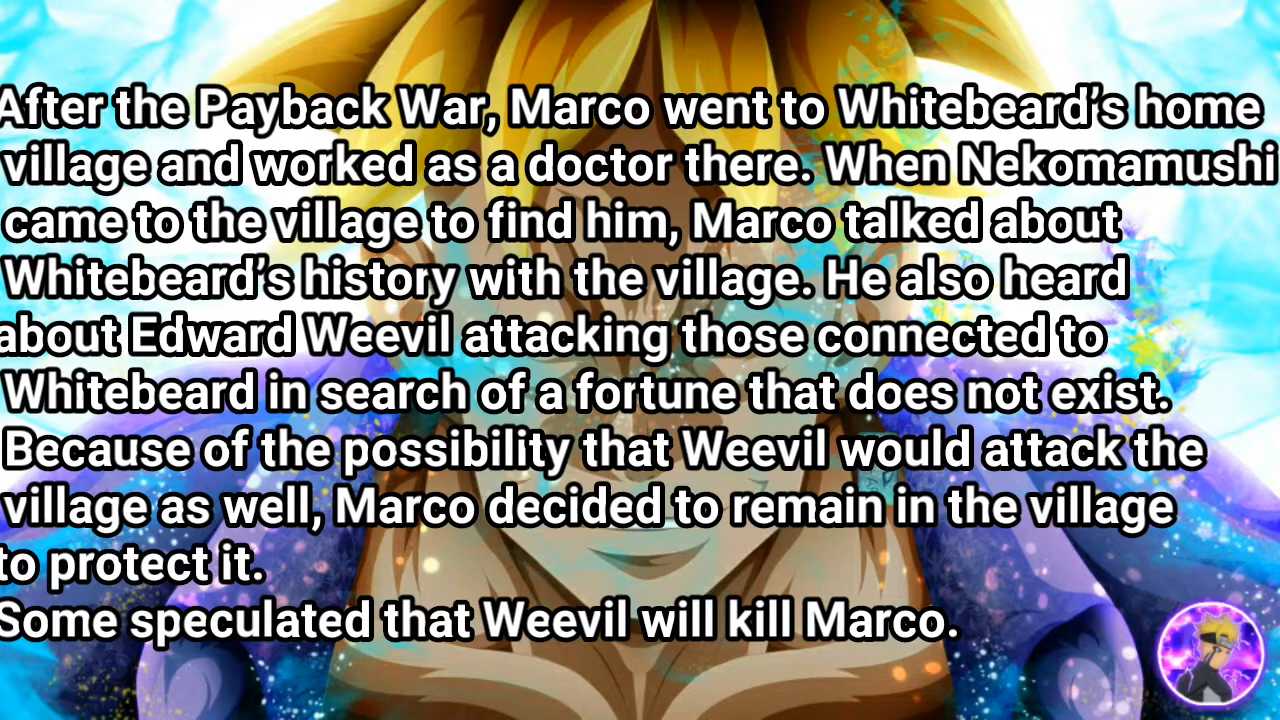 After the Payback War, Marco went to Whitebeard's home
village and worked as a doctor there. When Nekomamushi
came to the village to find him, Marco talked about
Whitebeard's history with the village. He also heard
about Edward Weevil attacking those connected to
Whitebeard in search of a fortune that does not exist.
Because of the possibility that Weevil would attack the
village as well, Marco decided to remain in the village
to protect it.
Some speculated that Weevil will kill Marco.